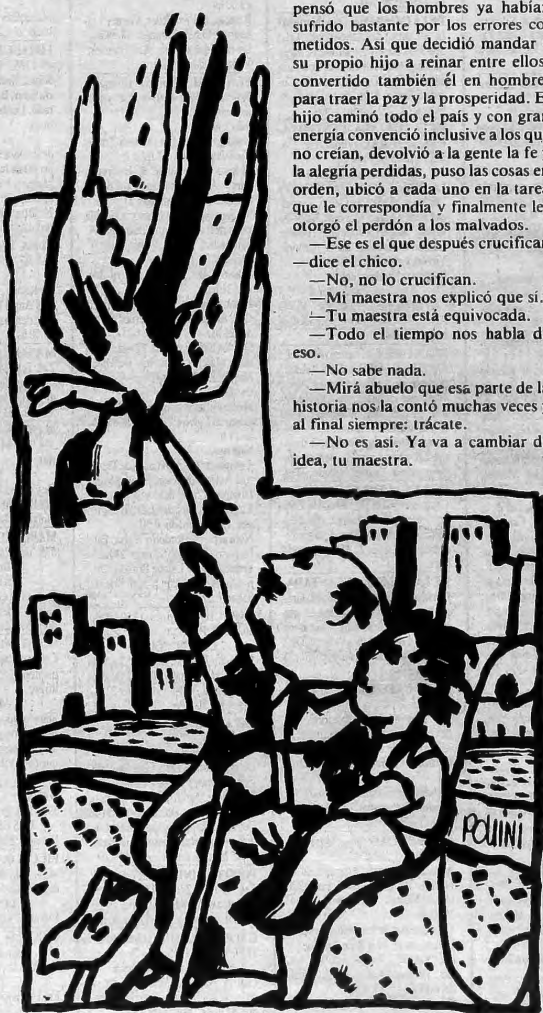 pensó que los hombres ya habían
sufrido bastante por los errores co-
metidos. Así que decidió mandar
su propio hijo a reinar entre ellos
convertido también él en hombre
para traer la paz y la prosperidad. E
hijo caminó todo el país y con gran
energía convenció inclusive a los qu
no creían, devolvió a la gente la fe
la alegría perdidas, puso las cosas en
orden, ubicó a cada uno en la tarea
que le correspondía y finalmente le
otorgó el perdón a los malvados.
—Ese es el que después crucifican
—dice el chico.
—No, no lo crucifican.
—Mi maestra nos explicó que sí.
—Tu maestra está equivocada.
—Todo el tiempo nos habla d
eso.
—No sabe nada.
—Mirá abuelo que esa parte de l
historia nos la contó muchas veces
al final siempre: trácate.
—No es así. Ya va a cambiar d
idea, tu maestra.
POLINI